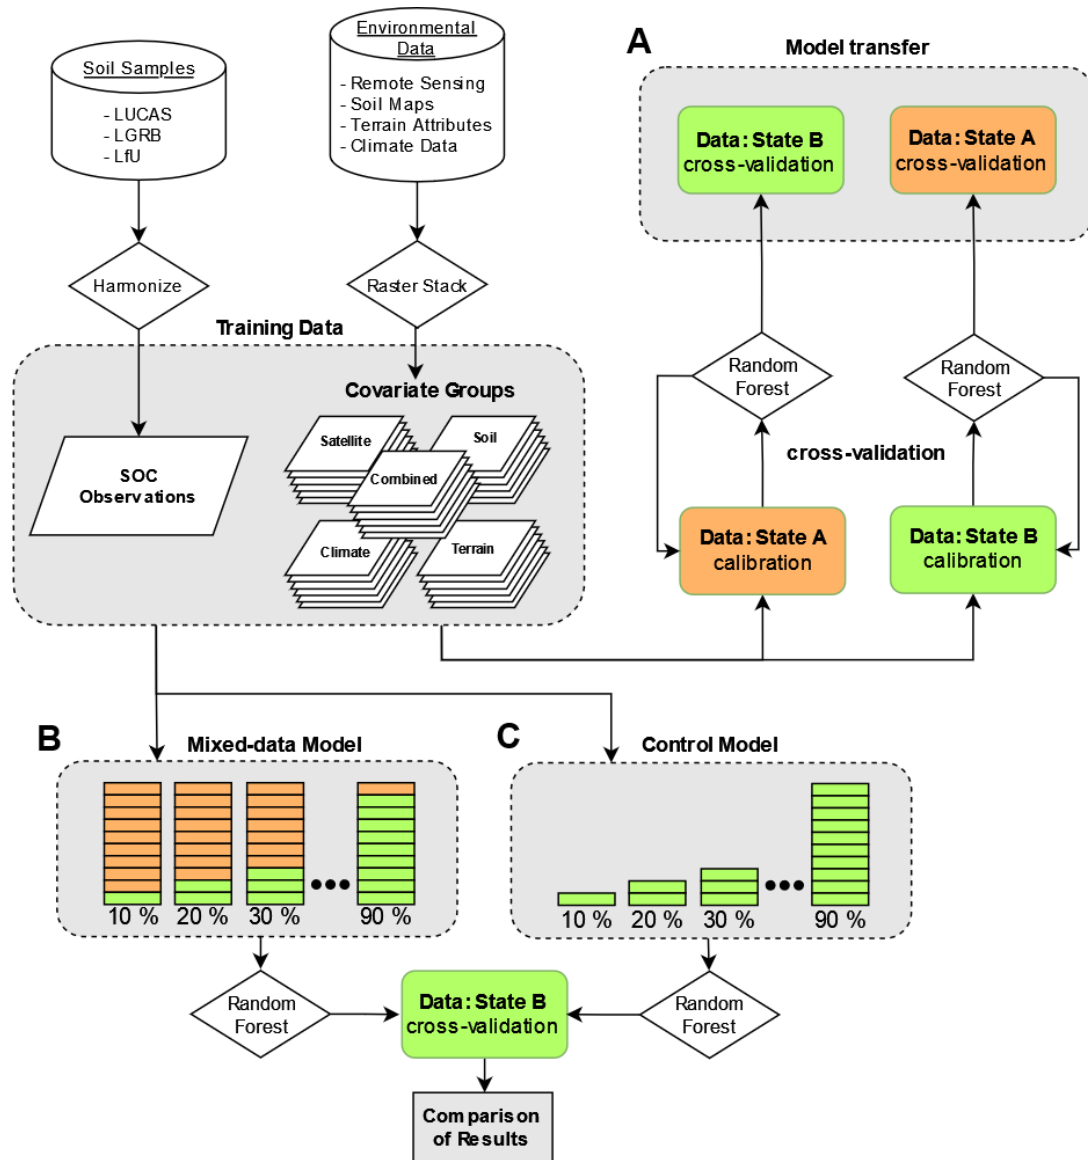 Soil Samples
- LUCAS
- LGRB
- LfU
Environmental
Data
- Remote Sensing
- Soil Maps
- Terrain Attributes
- Climate Data
Harmonize
Raster Stack
Training Data
Covariate Groups
SOC
Observations
Satellite
Soil
Combined
Climate
Terrain
A
Model transfer
Data: State B
cross-validation
Data: State A
cross-validation
Random
Forest
Random
Forest
cross-validation
Data: State A
calibration
Data: State B
calibration
B
Mixed-data Model
10 %
20 %
30 %
90 %
C
Control Model
10 %
20 %
30 %
90 %
Random
Forest
Data: State B
cross-validation
Random
Forest
Comparison
of Results